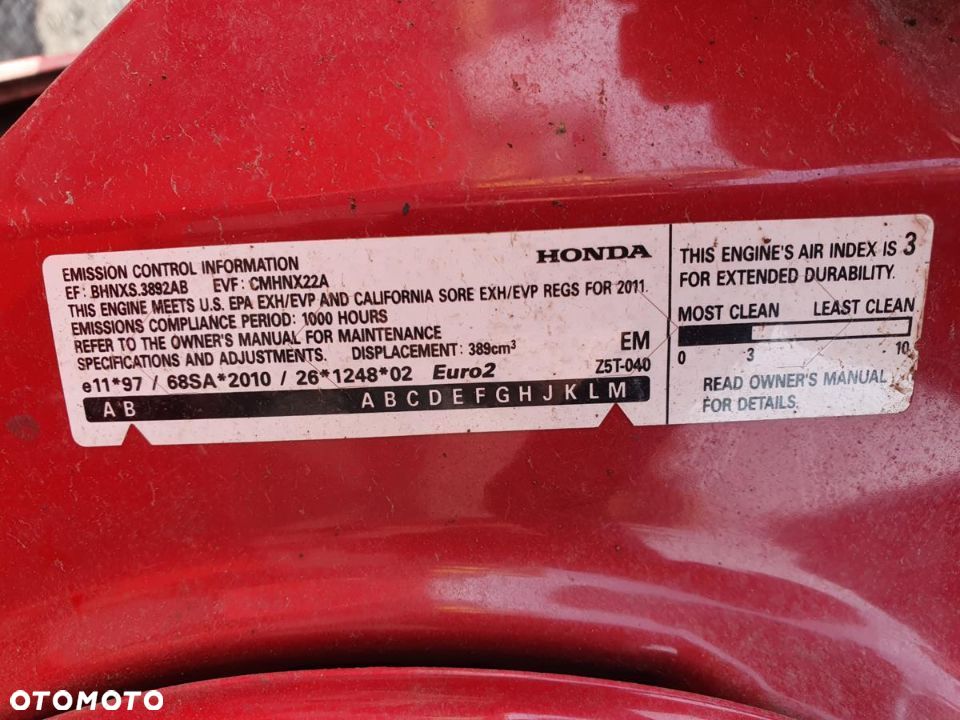 HONDA
EMISSION CONTROL INFORMATION
EF: BHNXS.3892AB EVF: CMHNX22A
THIS ENGINE MEETS U.S. EPA EXH/EVP AND CALIFORNIA SORE EXH/EVP REGS FOR 2011.
EMISSIONS COMPLIANCE PERIOD: 1000 HOURS
REFER TO THE OWNER'S MANUAL FOR MAINTENANCE
SPECIFICATIONS AND ADJUSTMENTS. DISPLACEMENT: 389cm³ EM
e11*97 / 68SA*2010 / 26*1248*02 Euro2 Z5T-040
A B A B C D E F G H J K L M
THIS ENGINE'S AIR INDEX IS 3
FOR EXTENDED DURABILITY.
MOST CLEAN LEAST CLEAN
0 3 10
READ OWNER'S MANUAL
FOR DETAILS.
OTOMOTO